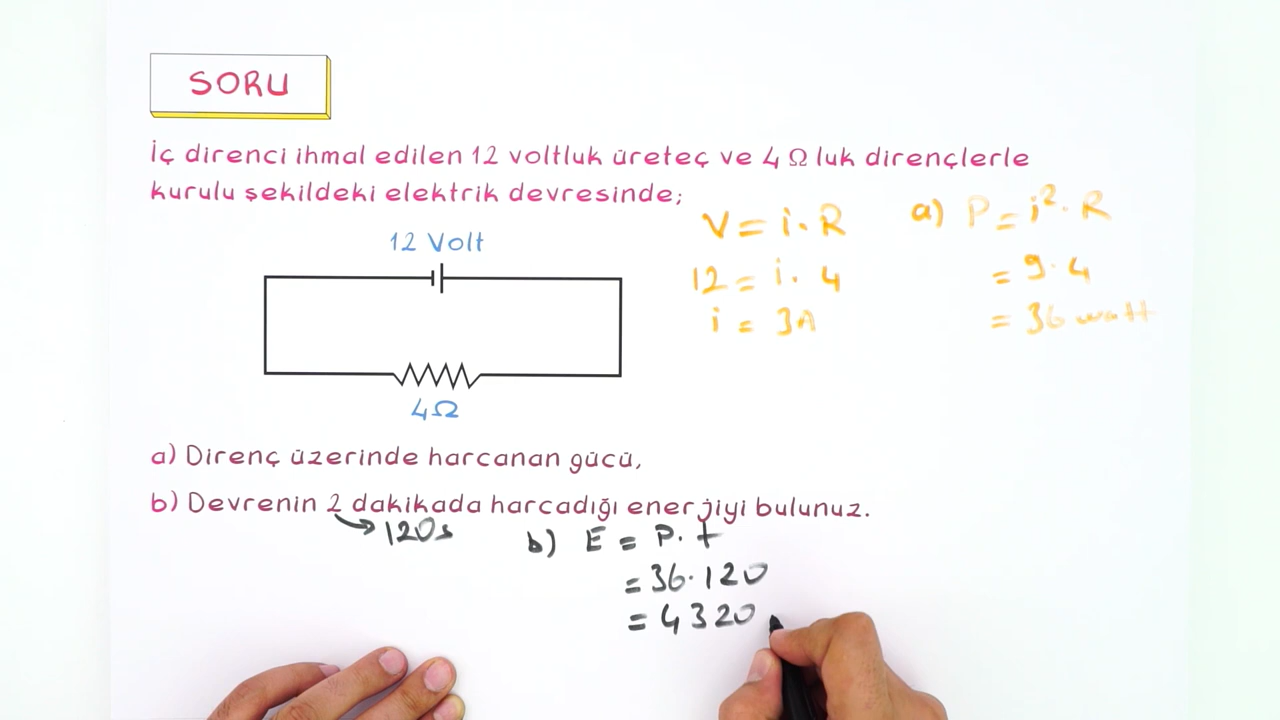 SORU
İç direnci ihmal edilen 12 voltluk üreteç ve 4 Ω luk dirençlerle
kurulu şekildeki elektrik devresinde;
12 Volt
4Ω
V = i . R
12 = i . 4
i = 3A
a) P = i² . R
= 9 . 4
= 36 watt
a) Direnç üzerinde harcanan gücü,
b) Devrenin 2 dakikada harcadığı enerjiyi bulunuz.
120s
b) E = P . t
= 36 . 120
= 4320